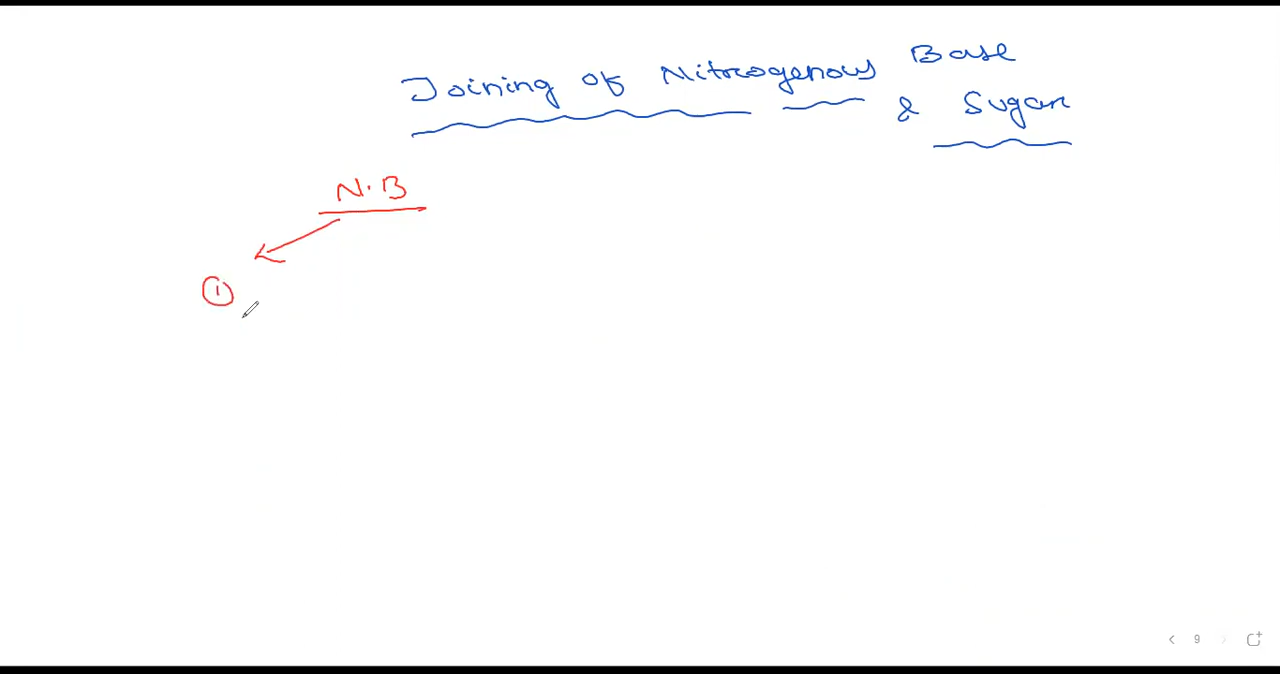 Joining of Nitrogenous Base
& Sugar
N.B
①
9